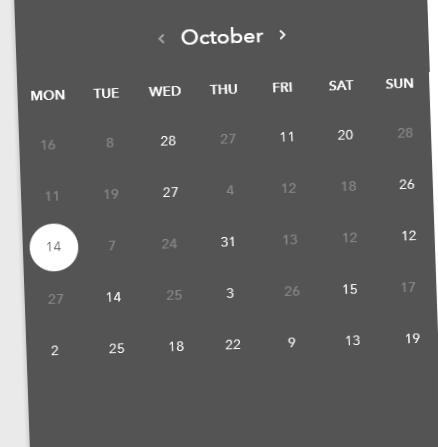 ‹ October ›
MON TUE WED THU FRI SAT SUN
16 8 28 27 11 20 28
11 19 27 4 12 18 26
14 7 24 31 13 12 12
27 14 25 3 26 15 17
2 25 18 22 9 13 19